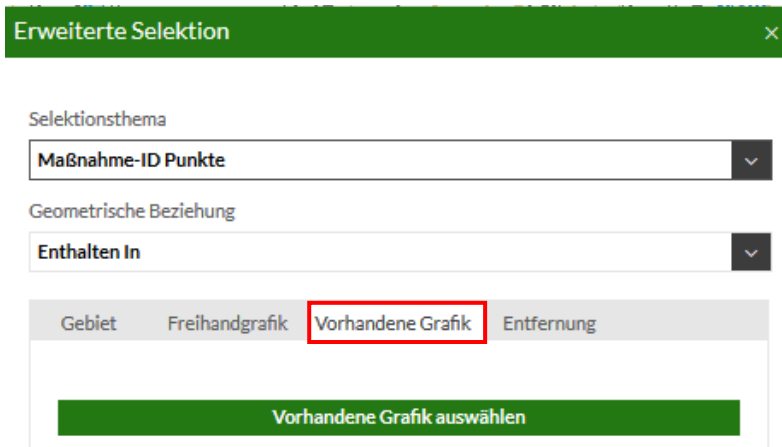 Erweiterte Selektion ×
Selektionsthema
Maßnahme-ID Punkte
Geometrische Beziehung
Enthalten In
Gebiet Freihandgrafik Vorhandene Grafik Entfernung
Vorhandene Grafik auswählen